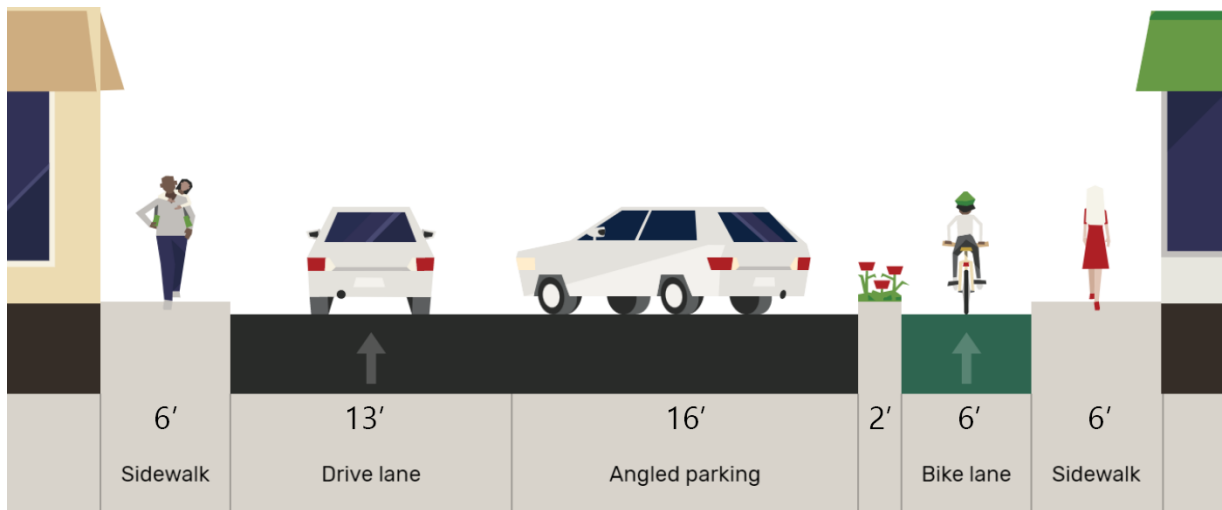 6′ 13′ 16′ 2′ 6′ 6′
Sidewalk Drive lane Angled parking Bike lane Sidewalk